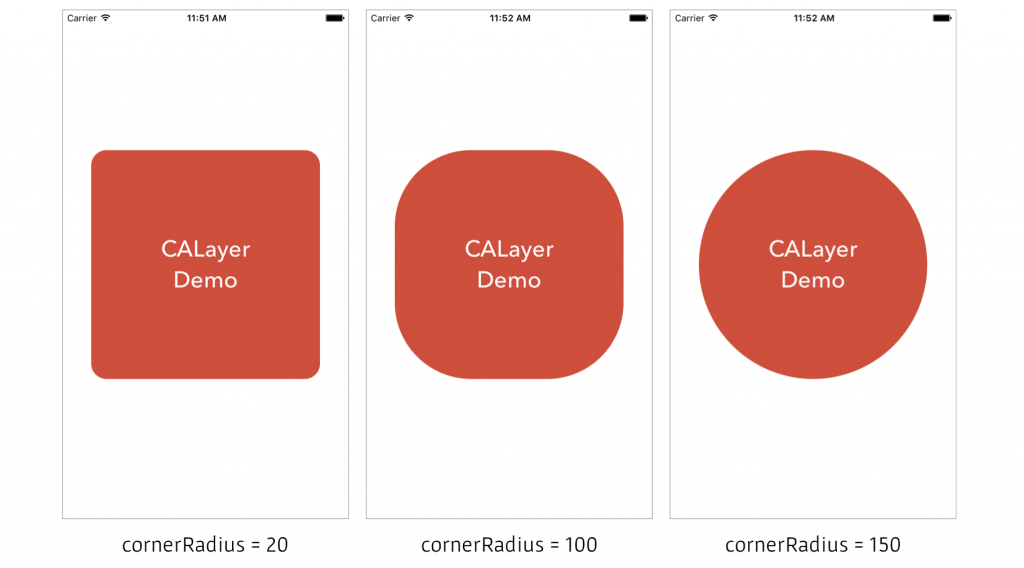 Carrier 11:51 AM
CALayer
Demo
cornerRadius = 20
Carrier 11:52 AM
CALayer
Demo
cornerRadius = 100
Carrier 11:52 AM
CALayer
Demo
cornerRadius = 150